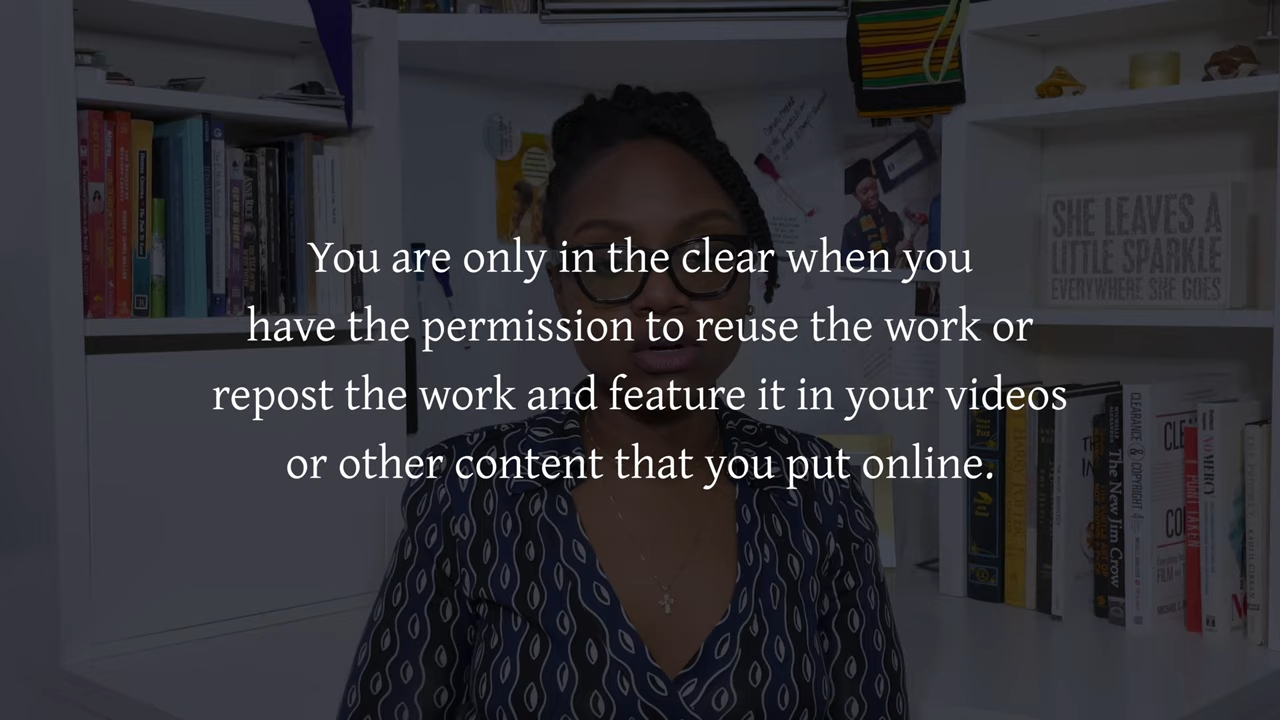 You are only in the clear when you
have the permission to reuse the work or
repost the work and feature it in your videos
or other content that you put online.
SHE LEAVES A
LITTLE SPARKLE
EVERYWHERE SHE GOES
The New Jim Crow
CLEARANCE & COPYRIGHT